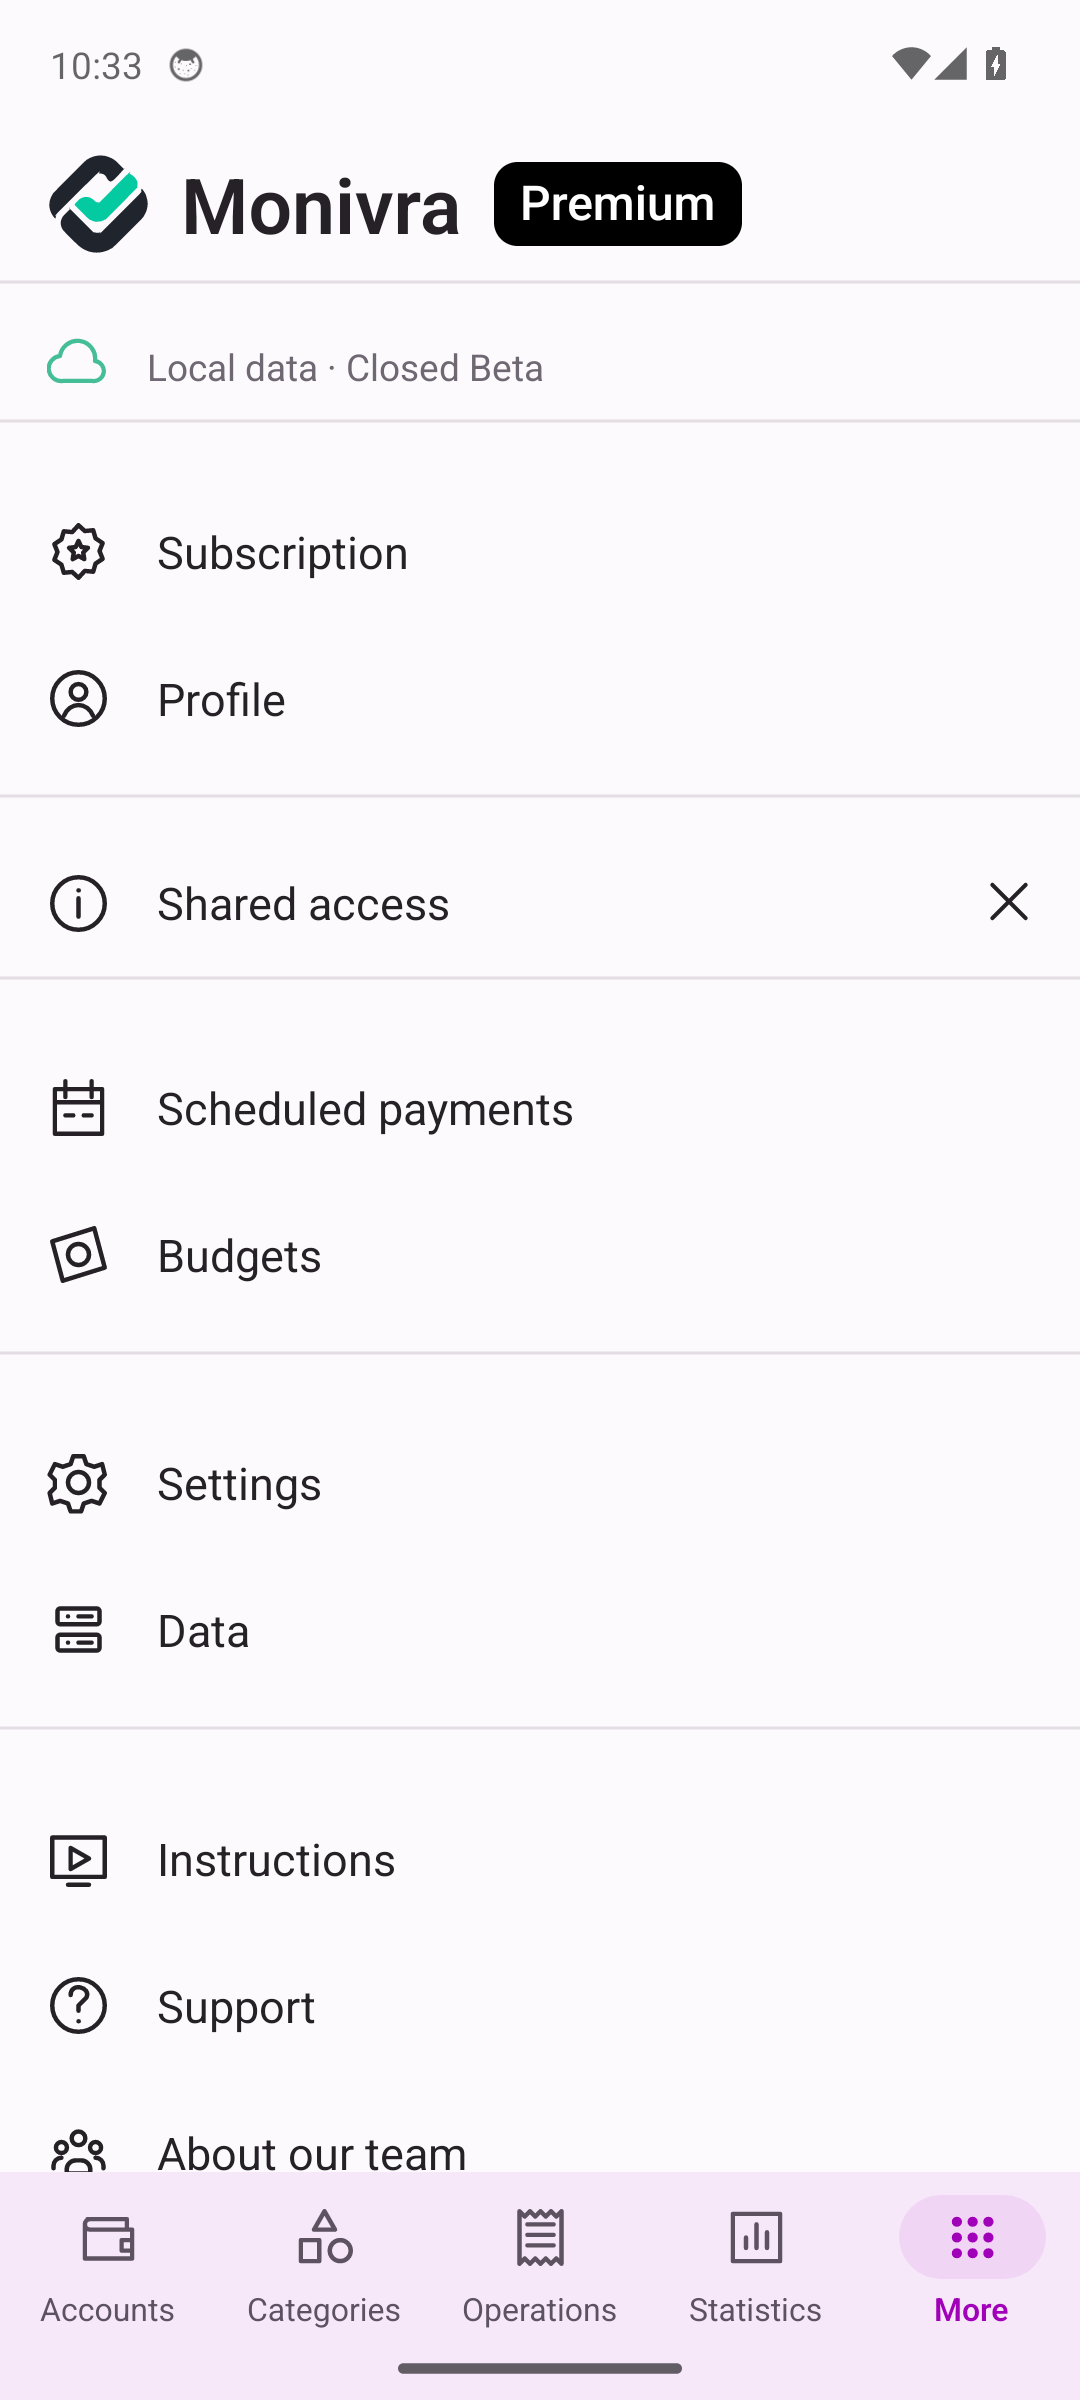 10:33
Monivra Premium
Local data · Closed Beta
Subscription
Profile
Shared access
Scheduled payments
Budgets
Settings
Data
Instructions
Support
About our team
Accounts Categories Operations Statistics More